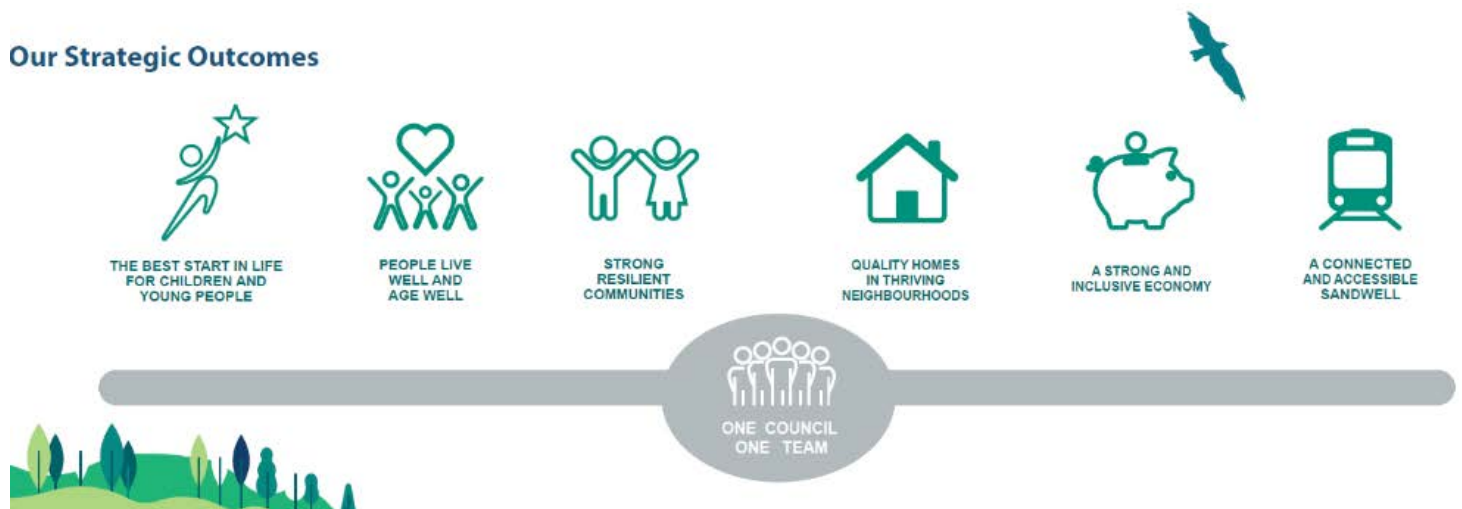 Our Strategic Outcomes
THE BEST START IN LIFE
FOR CHILDREN AND
YOUNG PEOPLE
PEOPLE LIVE
WELL AND
AGE WELL
STRONG
RESILIENT
COMMUNITIES
QUALITY HOMES
IN THRIVING
NEIGHBOURHOODS
A STRONG AND
INCLUSIVE ECONOMY
A CONNECTED
AND ACCESSIBLE
SANDWELL
ONE COUNCIL
ONE TEAM